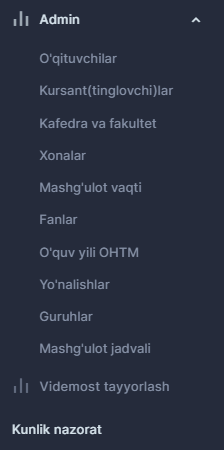 Admin
O'qituvchilar
Kursant(tinglovchi)lar
Kafedra va fakultet
Xonalar
Mashg'ulot vaqti
Fanlar
O'quv yili OHTM
Yo'nalishlar
Guruhlar
Mashg'ulot jadvali
Videmost tayyorlash
Kunlik nazorat